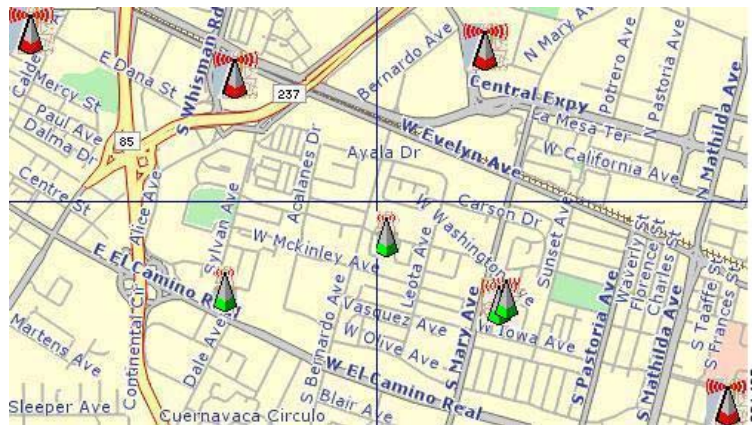 Calde
Mercy St
E Dana St
S Whisman Rd
Bernardo Ave
N Mary Ave
Potrero Ave
N Pastoria Ave
Central Expy
237
Paul Ave
Dalma Dr
85
La Mesa Ter
W California Ave
N Mathilda Ave
W Evelyn Ave
Ayala Dr
Centre St
Alice Ave
Acalanes Dr
Sylvan Ave
Carson Dr
W Washington Av
Sunset Ave
W McKinley Ave
Leota Ave
Waverly St
Florence St
Charles St
E El Camino Real
Continental Cir
Martens Ave
Dale Ave
S Bernardo Ave
Vasquez Ave
W Olive Ave
W Iowa Ave
S Mary Ave
S Pastoria Ave
S Mathilda Ave
S Taaffe St
S Frances St
W El Camino Real
Blair Ave
Sleeper Ave
Cuernavaca Circulo